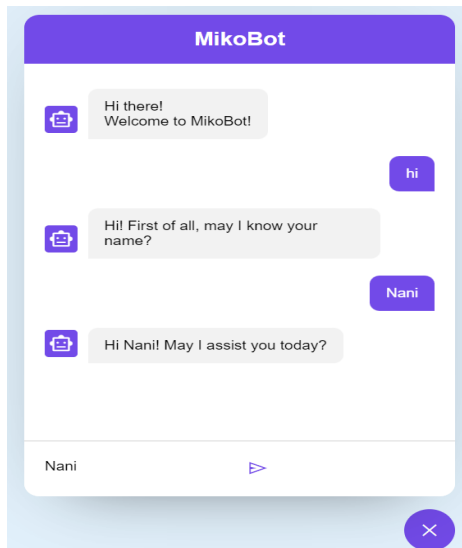 MikoBot
Hi there!
Welcome to MikoBot!
hi
Hi! First of all, may I know your
name?
Nani
Hi Nani! May I assist you today?
Nani